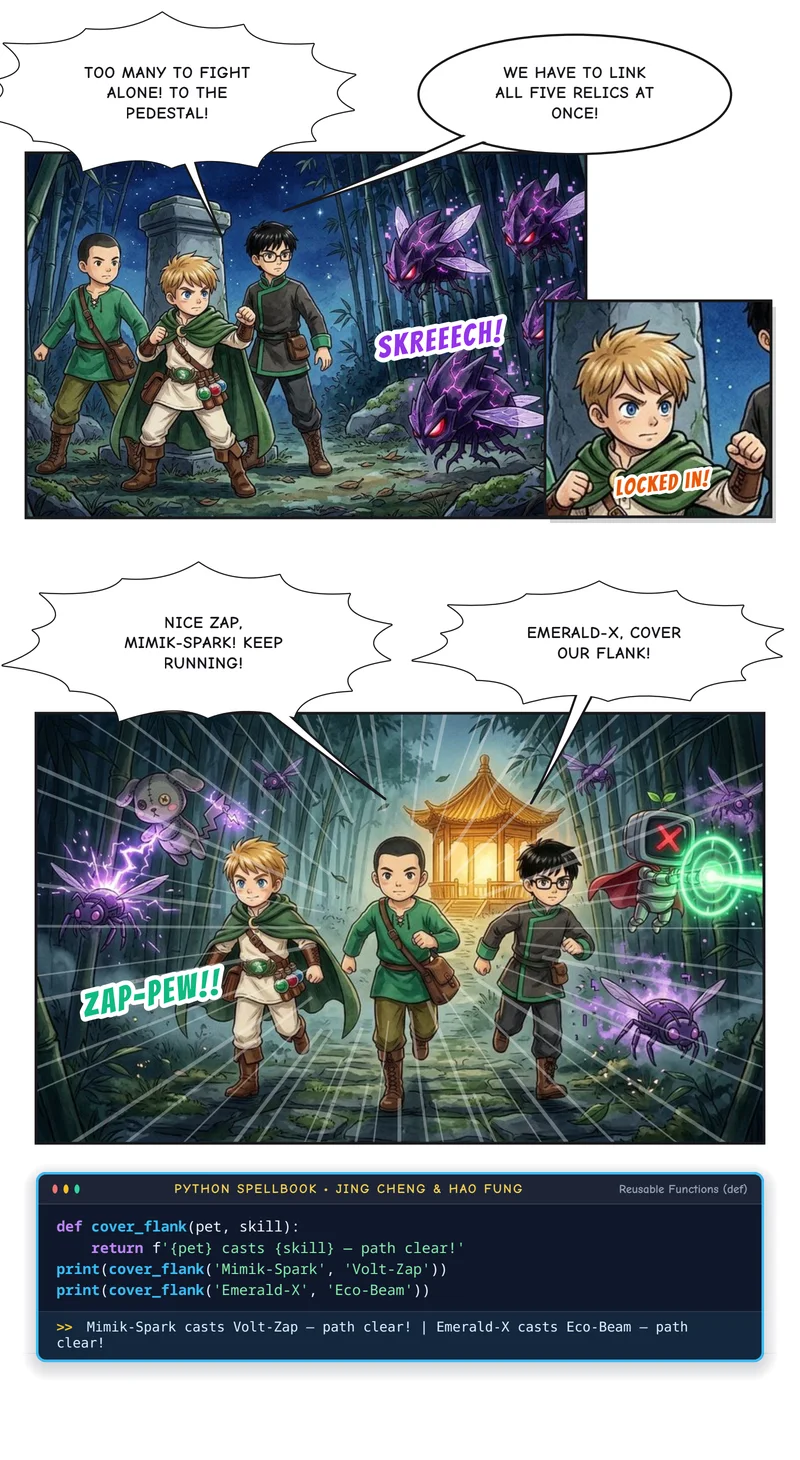 TOO MANY TO FIGHT
ALONE! TO THE
PEDESTAL!
WE HAVE TO LINK
ALL FIVE RELICS AT
ONCE!
SKREEECH!
LOCKED IN!
NICE ZAP,
MIMIK-SPARK! KEEP
RUNNING!
EMERALD-X, COVER
OUR FLANK!
ZAP-PEW!!
PYTHON SPELLBOOK • JING CHENG & HAO FUNG
Reusable Functions (def)
def cover_flank(pet, skill):
    return f'{pet} casts {skill} — path clear!'
print(cover_flank('Mimik-Spark', 'Volt-Zap'))
print(cover_flank('Emerald-X', 'Eco-Beam'))
>> Mimik-Spark casts Volt-Zap — path clear! | Emerald-X casts Eco-Beam — path
clear!